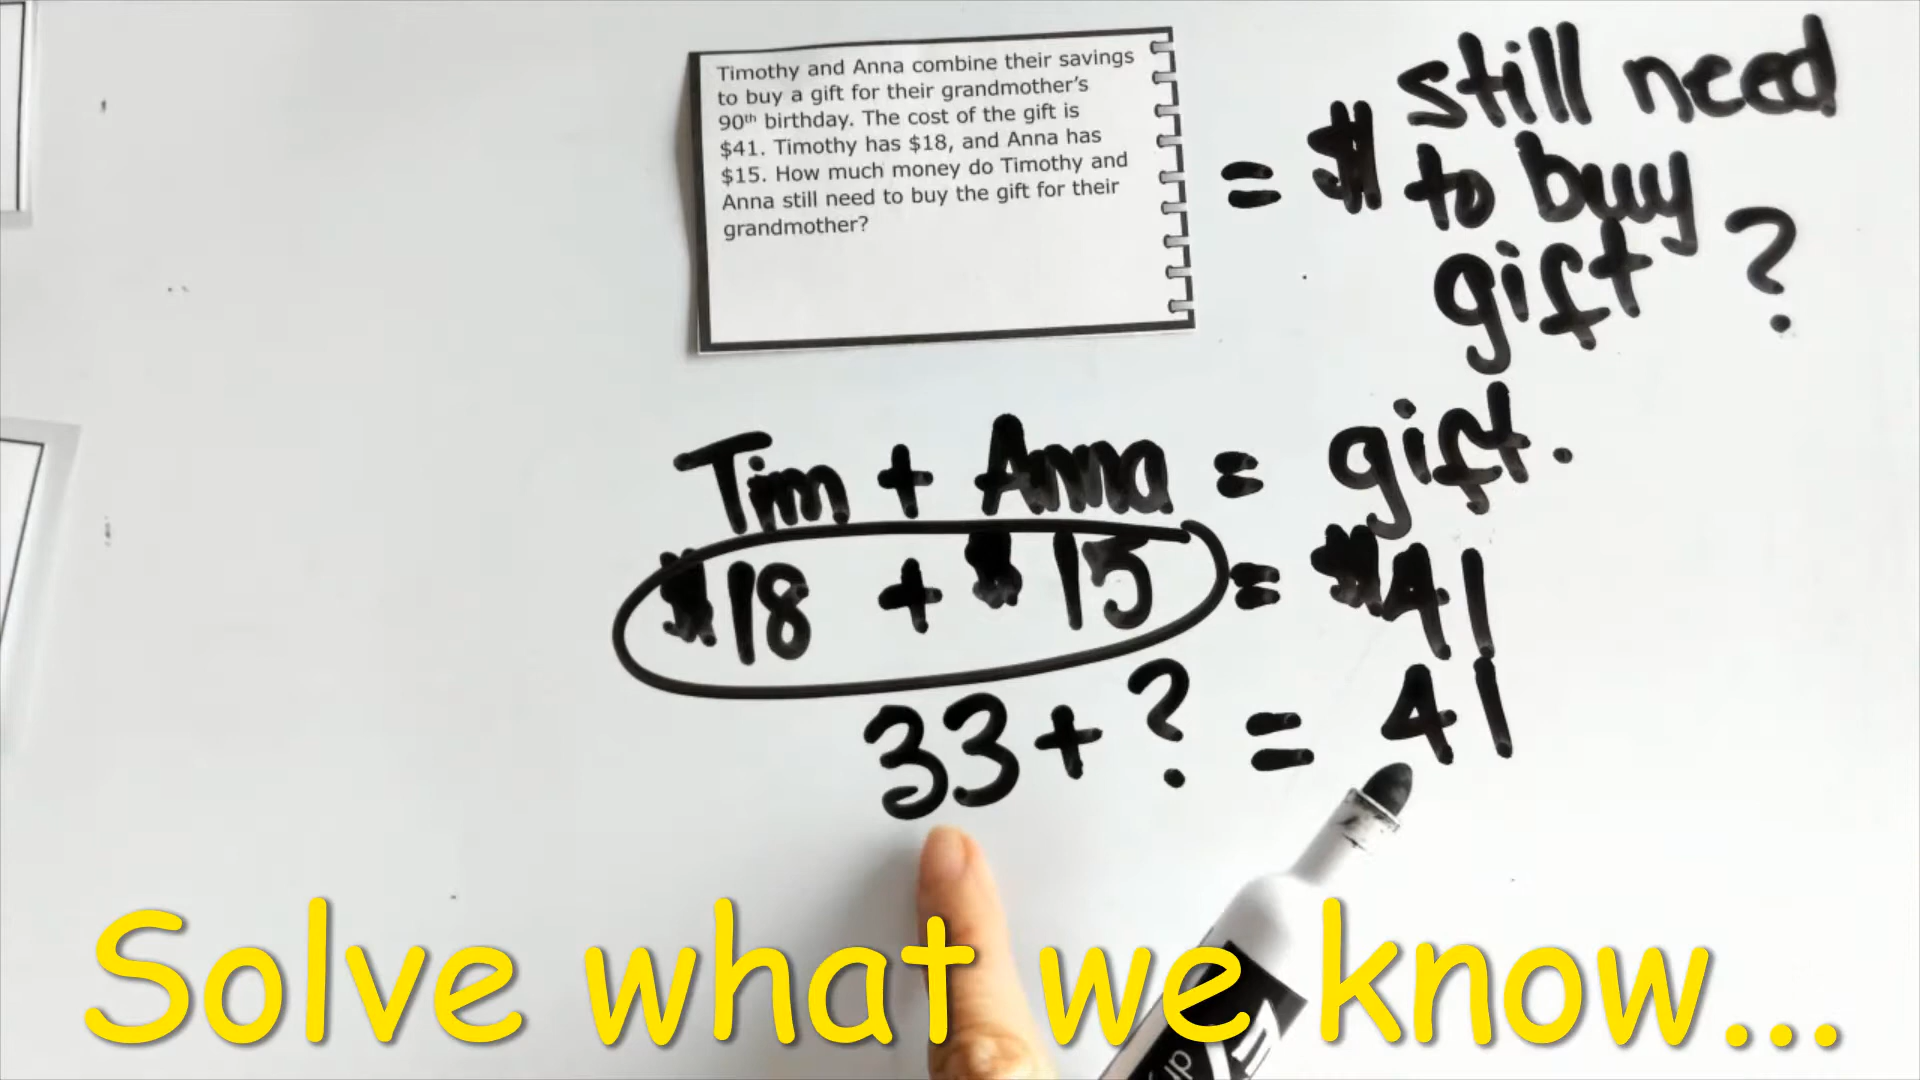 Timothy and Anna combine their savings
to buy a gift for their grandmother's
90th birthday. The cost of the gift is
$41. Timothy has $18, and Anna has
$15. How much money do Timothy and
Anna still need to buy the gift for their
grandmother?
= $ still need
to buy
gift ?
Tim + Anna = gift.
$18 + $15 = $41
33 + ? = 41
Solve what we know...